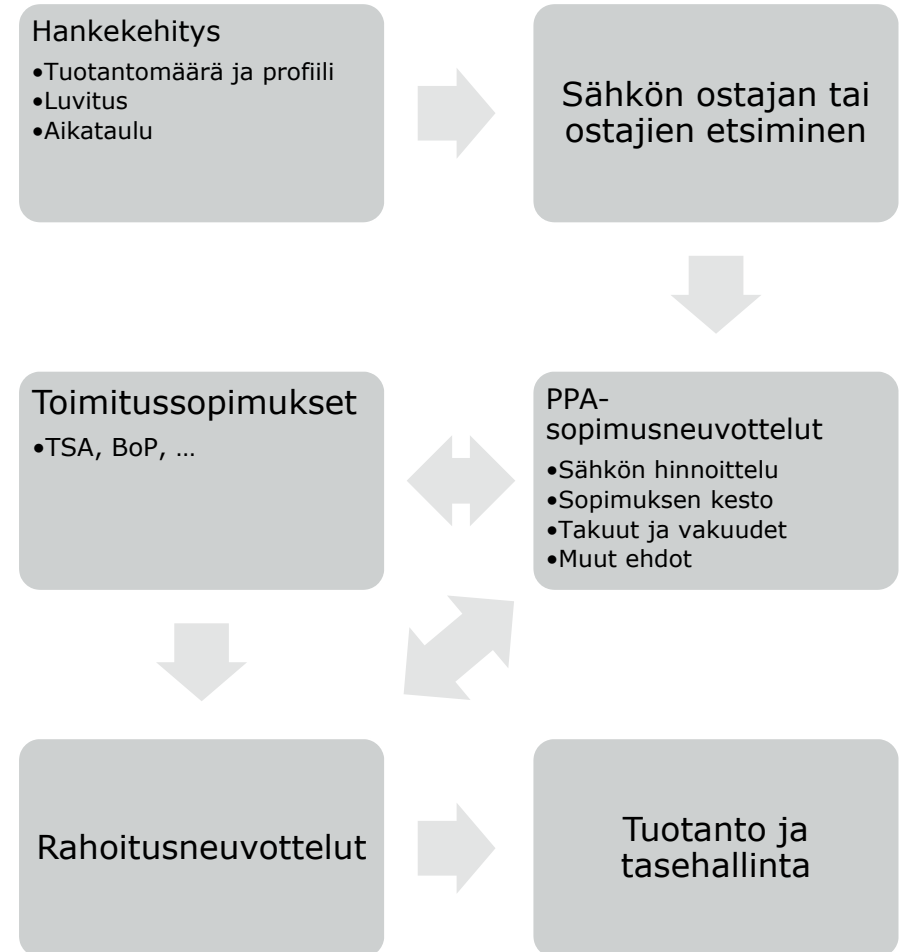 Hankekehitys
•Tuotantomäärä ja profiili
•Luvitus
•Aikataulu
Sähkön ostajan tai
ostajien etsiminen
Toimitussopimukset
•TSA, BoP, …
PPA-
sopimusneuvottelut
•Sähkön hinnoittelu
•Sopimuksen kesto
•Takuut ja vakuudet
•Muut ehdot
Rahoitusneuvottelut
Tuotanto ja
tasehallinta